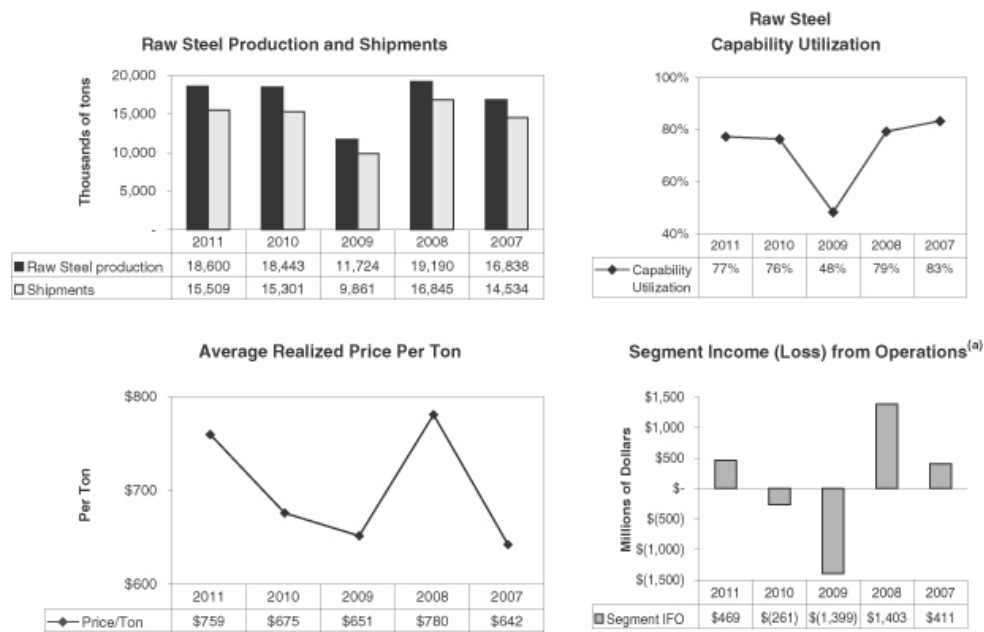 Raw Steel Production and Shipments
Thousands of tons
20,000
15,000
10,000
5,000
-
2011 2010 2009 2008 2007
Raw Steel production 18,600 18,443 11,724 19,190 16,838
Shipments 15,509 15,301 9,861 16,845 14,534
Raw Steel
Capability Utilization
100%
80%
60%
40%
2011 2010 2009 2008 2007
Capability 77% 76% 48% 79% 83%
Utilization
Average Realized Price Per Ton
Per Ton
$800
$700
$600
2011 2010 2009 2008 2007
Price/Ton $759 $675 $651 $780 $642
Segment Income (Loss) from Operations(a)
Millions of Dollars
$1,500
$1,000
$500
$-
$(500)
$(1,000)
$(1,500)
2011 2010 2009 2008 2007
Segment IFO $469 $(261) $(1,399) $1,403 $411